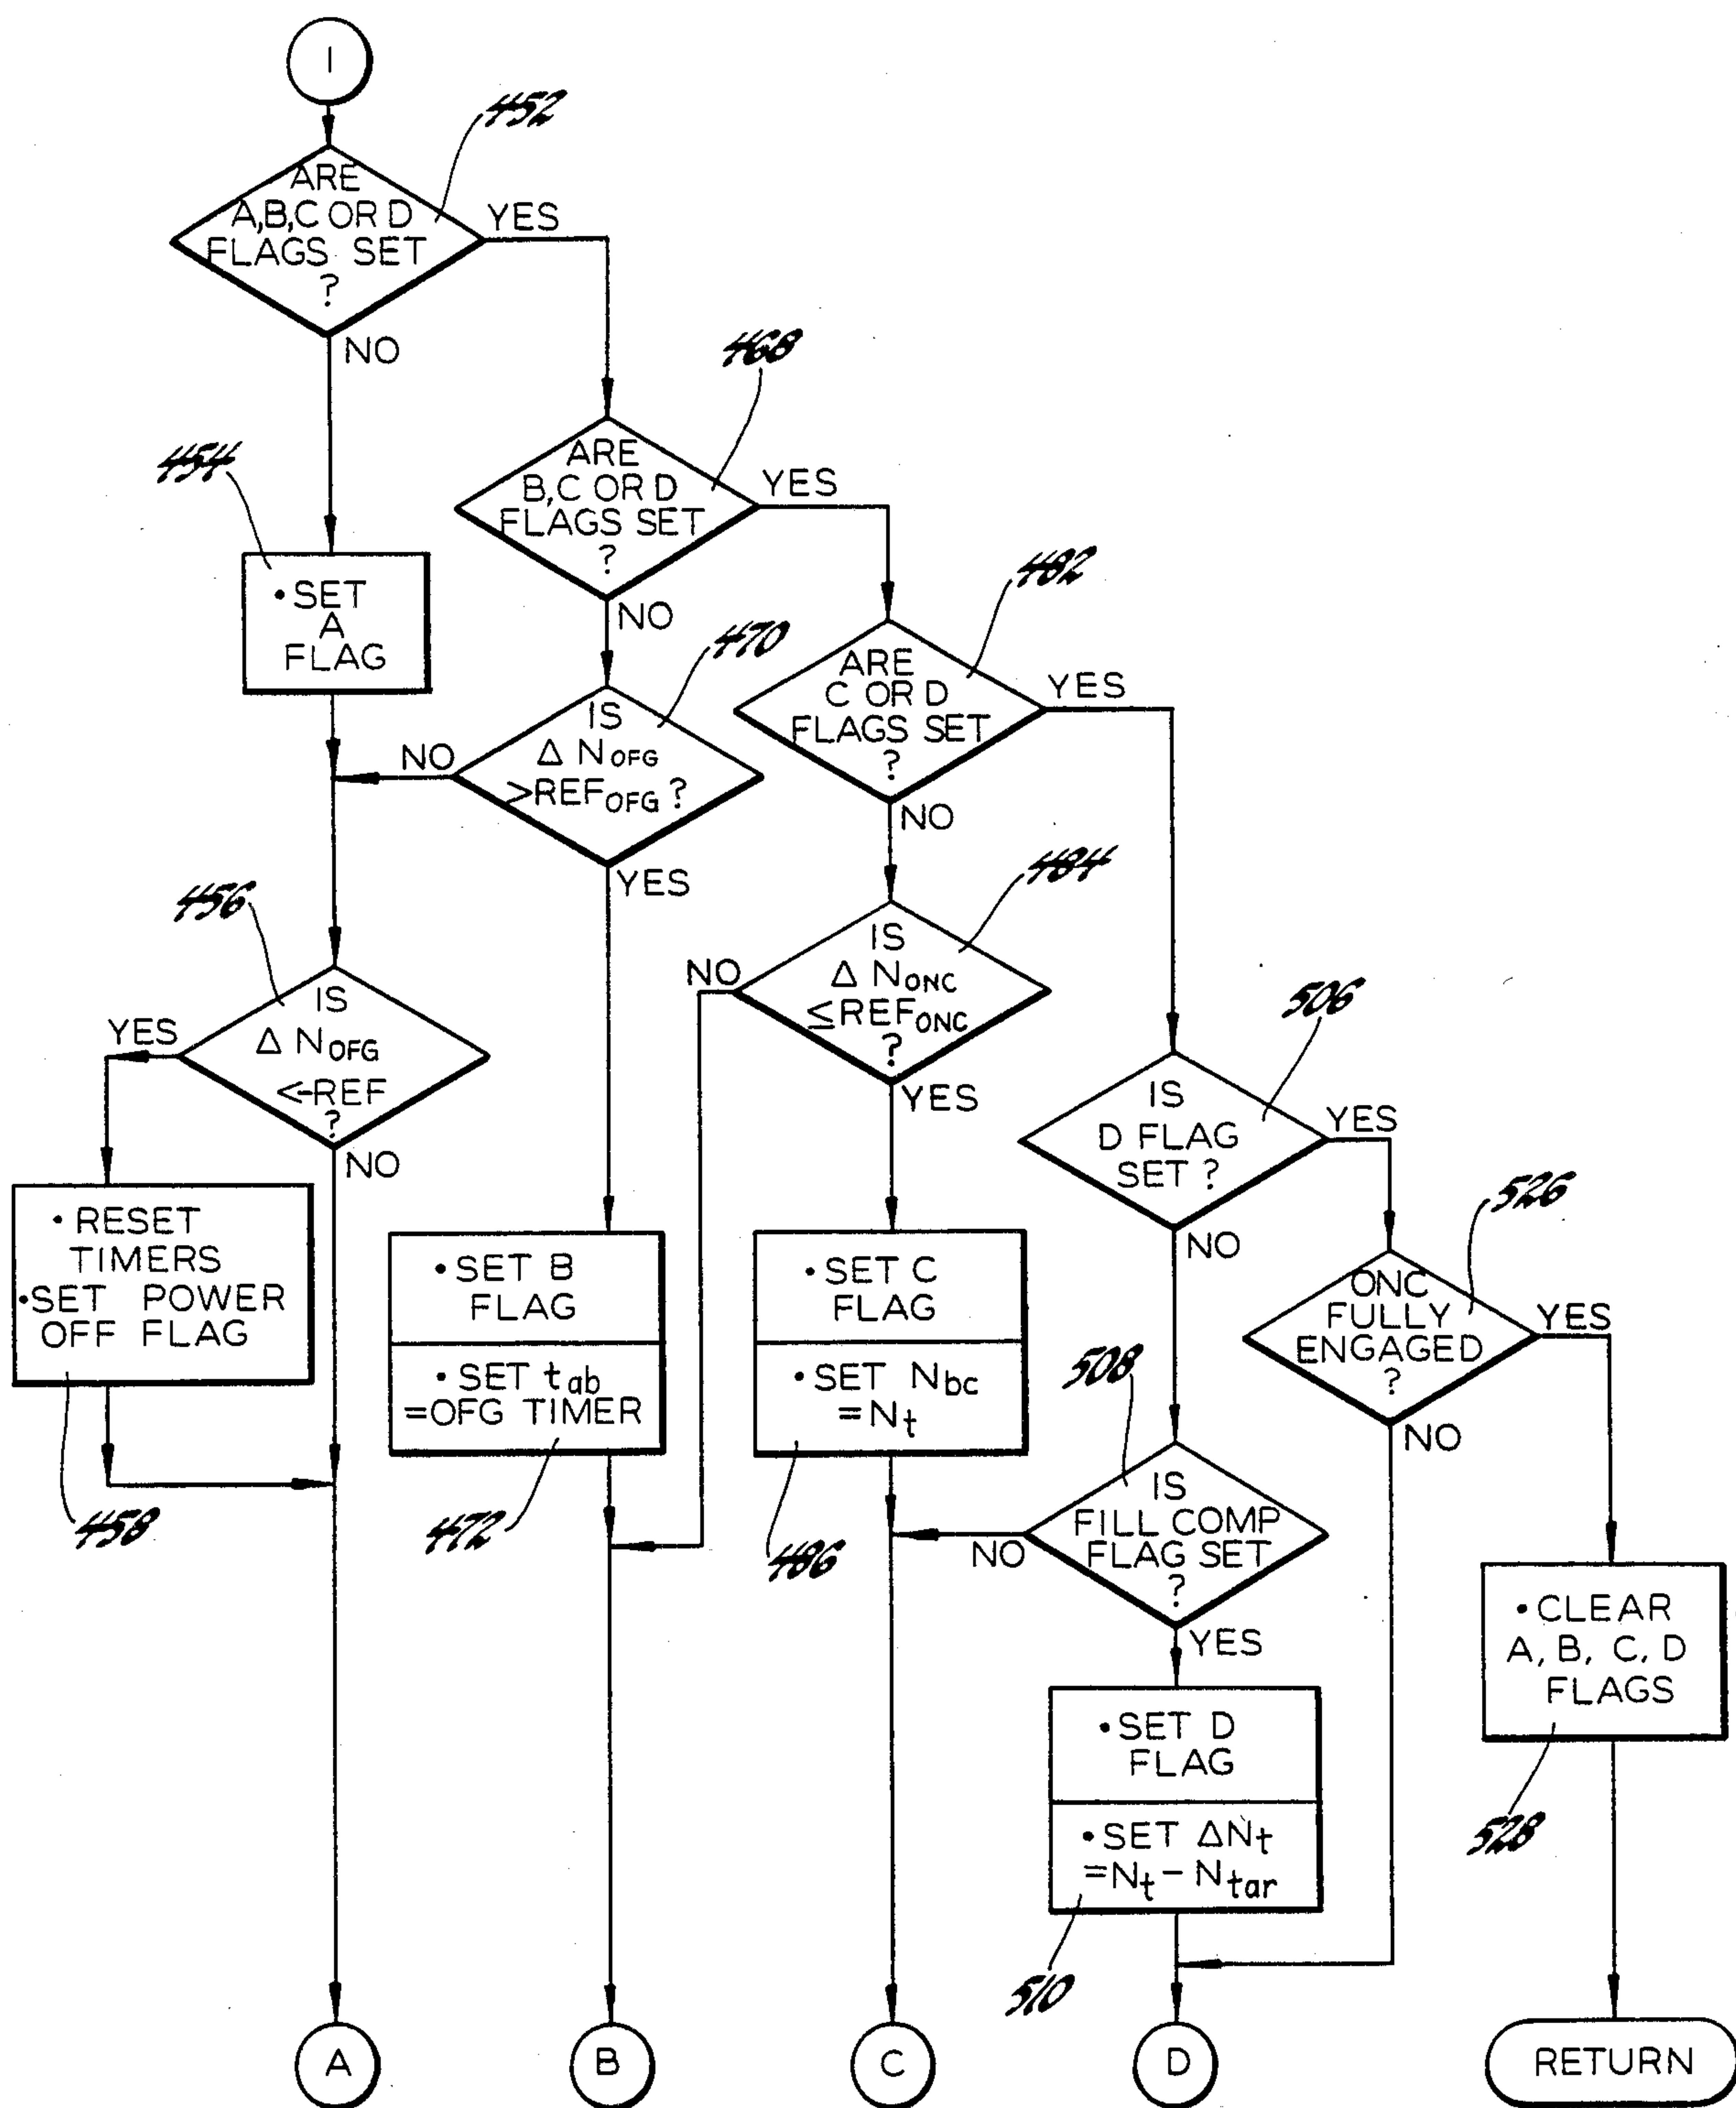 1
452
ARE
A,B,C OR D
FLAGS SET
?
YES
NO
468
ARE
B,C OR D
FLAGS SET
?
YES
NO
454
•SET
A
FLAG
482
ARE
C OR D
FLAGS SET
?
YES
NO
470
IS
Δ NOFG
>REFOFG ?
NO
YES
456
IS
Δ NOFG
<-REF
?
YES
NO
484
IS
Δ NONC
≤REFONC
?
NO
YES
506
IS
D FLAG
SET ?
YES
NO
•RESET
TIMERS
•SET POWER
OFF FLAG
458
•SET B
FLAG
•SET tab
=OFG TIMER
472
•SET C
FLAG
•SET Nbc
=Nt
486
526
ONC
FULLY
ENGAGED
?
YES
NO
508
IS
FILL COMP
FLAG SET
?
NO
YES
•SET D
FLAG
•SET ΔNt
=Nt - Ntar
510
•CLEAR
A, B, C, D
FLAGS
528
A
B
C
D
RETURN